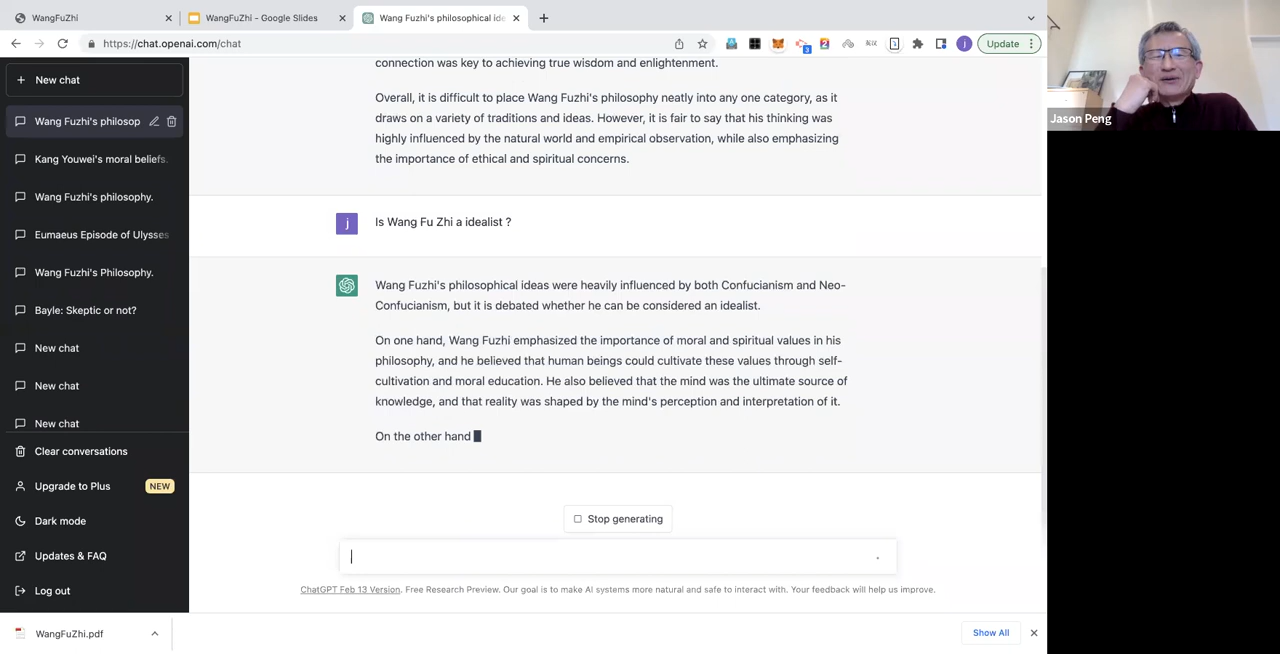 WangFuZhi
WangFuZhi - Google Slides
Wang Fuzhi's philosophical ide
https://chat.openai.com/chat
Update
New chat
Wang Fuzhi's philosop
Kang Youwei's moral beliefs.
Wang Fuzhi's philosophy.
Eumaeus Episode of Ulysses
Wang Fuzhi's Philosophy.
Bayle: Skeptic or not?
New chat
New chat
New chat
Clear conversations
Upgrade to Plus
NEW
Dark mode
Updates & FAQ
Log out
connection was key to achieving true wisdom and enlightenment.
Overall, it is difficult to place Wang Fuzhi's philosophy neatly into any one category, as it
draws on a variety of traditions and ideas. However, it is fair to say that his thinking was
highly influenced by the natural world and empirical observation, while also emphasizing
the importance of ethical and spiritual concerns.
j
Is Wang Fu Zhi a idealist ?
Wang Fuzhi's philosophical ideas were heavily influenced by both Confucianism and Neo-
Confucianism, but it is debated whether he can be considered an idealist.
On one hand, Wang Fuzhi emphasized the importance of moral and spiritual values in his
philosophy, and he believed that human beings could cultivate these values through self-
cultivation and moral education. He also believed that the mind was the ultimate source of
knowledge, and that reality was shaped by the mind's perception and interpretation of it.
On the other hand
Stop generating
ChatGPT Feb 13 Version. Free Research Preview. Our goal is to make AI systems more natural and safe to interact with. Your feedback will help us improve.
WangFuZhi.pdf
Show All
Jason Peng